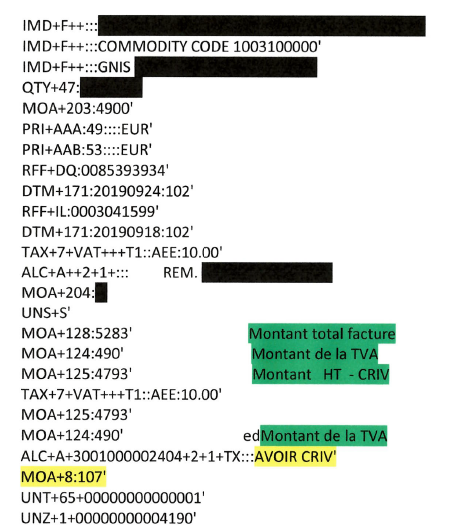 IMD+F++:::
IMD+F++:::COMMODITY CODE 1003100000'
IMD+F++:::GNIS
QTY+47:
MOA+203:4900'
PRI+AAA:49::::EUR'
PRI+AAB:53::::EUR'
RFF+DQ:0085393934'
DTM+171:20190924:102'
RFF+IL:0003041599'
DTM+171:20190918:102'
TAX+7+VAT+++T1::AEE:10.00'
ALC+A++2+1+::: REM.
MOA+204:
UNS+S'
MOA+128:5283' Montant total facture
MOA+124:490' Montant de la TVA
MOA+125:4793' Montant HT - CRIV
TAX+7+VAT+++T1::AEE:10.00'
MOA+125:4793'
MOA+124:490' edMontant de la TVA
ALC+A+3001000002404+2+1+TX:::AVOIR CRIV'
MOA+8:107'
UNT+65+00000000000001'
UNZ+1+00000000004190'